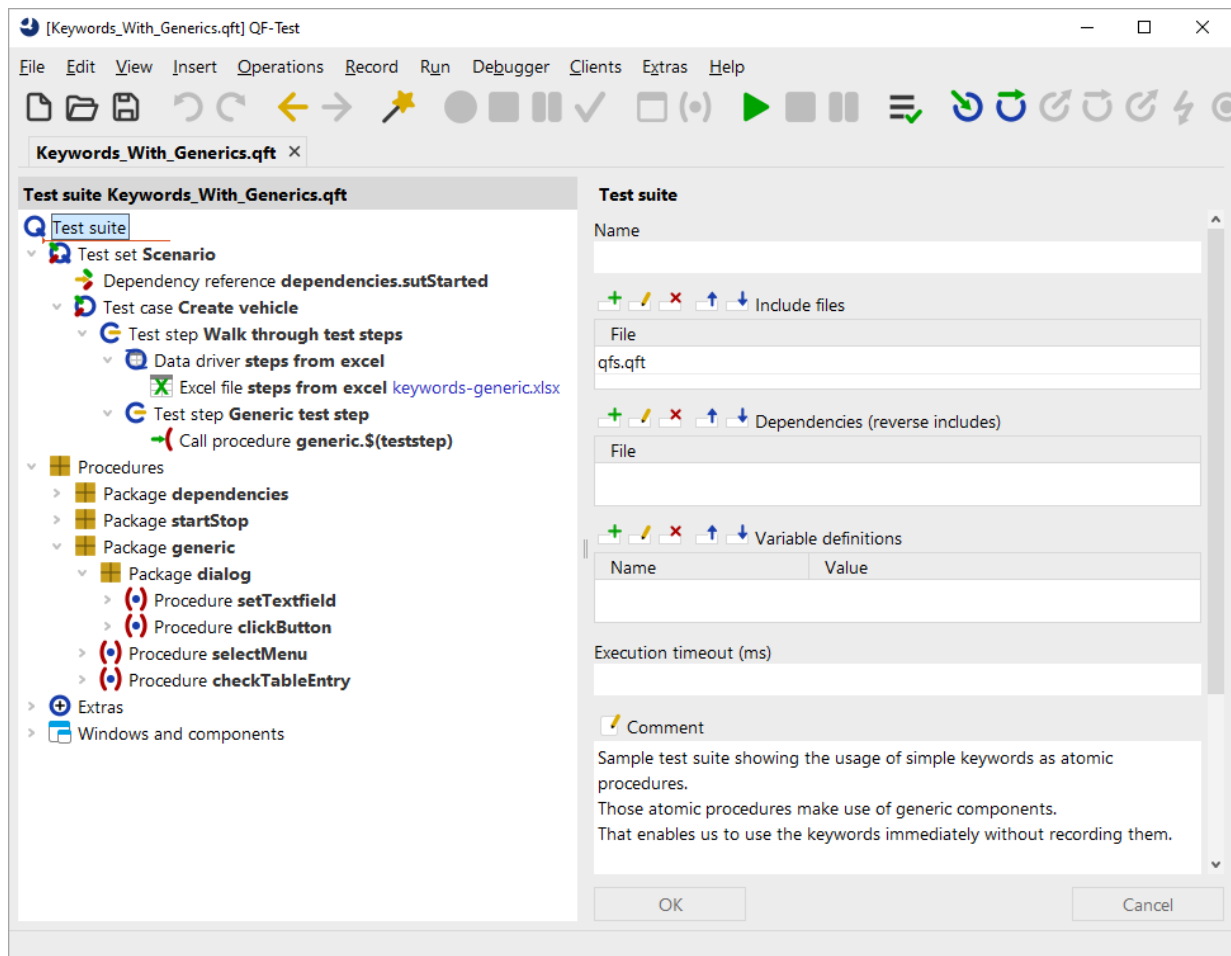 [Keywords_With_Generics.qft] QF-Test
File Edit View Insert Operations Record Run Debugger Clients Extras Help
Keywords_With_Generics.qft
Test suite Keywords_With_Generics.qft
Test suite
Test set Scenario
Dependency reference dependencies.sutStarted
Test case Create vehicle
Test step Walk through test steps
Data driver steps from excel
Excel file steps from excel keywords-generic.xlsx
Test step Generic test step
Call procedure generic.$(teststep)
Procedures
Package dependencies
Package startStop
Package generic
Package dialog
Procedure setTextfield
Procedure clickButton
Procedure selectMenu
Procedure checkTableEntry
Extras
Windows and components
Test suite
Name
Include files
File
qfs.qft
Dependencies (reverse includes)
File
Variable definitions
Name Value
Execution timeout (ms)
Comment
Sample test suite showing the usage of simple keywords as atomic
procedures.
Those atomic procedures make use of generic components.
That enables us to use the keywords immediately without recording them.
OK Cancel